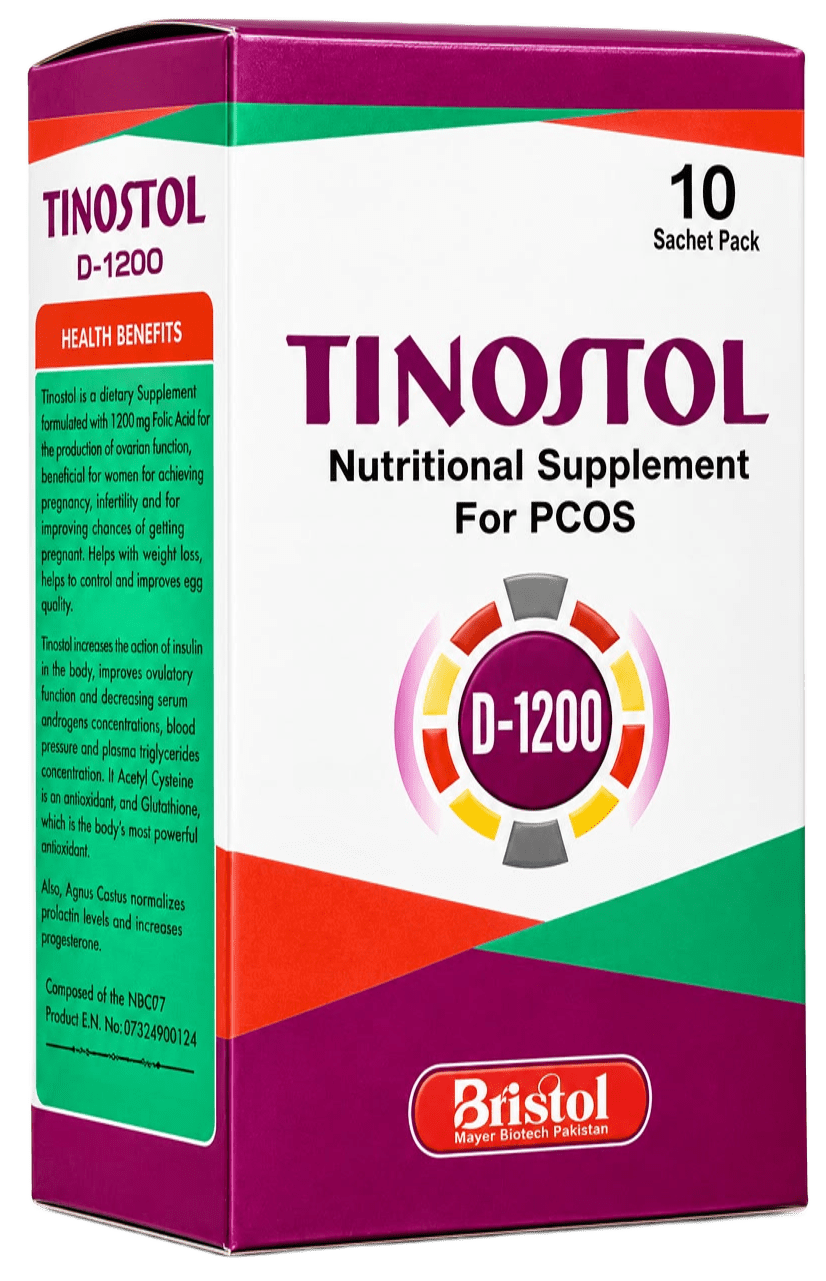 TINOSTOL
D-1200
HEALTH BENEFITS
Tinostol is a dietary Supplement
formulated with 1200 mg Folic Acid for
the production of ovarian function,
beneficial for women for achieving
pregnancy, infertility and for
improving chances of getting
pregnant. Helps with weight loss,
helps to control and improves egg
quality.
Tinostol increases the action of insulin
in the body, improves ovulatory
function and decreasing serum
androgens concentrations, blood
pressure and plasma triglycerides
concentration. It Acetyl Cysteine
is an antioxidant, and Glutathione,
which is the body's most powerful
antioxidant.
Also, Agnus Castus normalizes
prolactin levels and increases
progesterone.
Composed of the NBC07
Product E.N. No: 07324900124
10
Sachet Pack
TINOSTOL
Nutritional Supplement
For PCOS
D-1200
Bristol
Mayer Biotech Pakistan